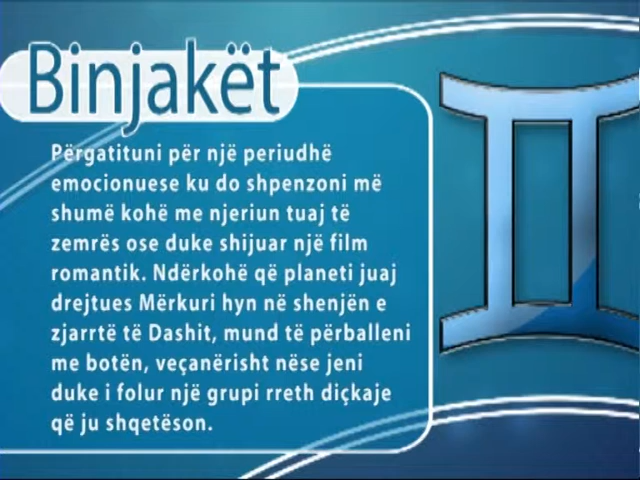 Binjakët
Përgatituni për një periudhë
emocionuese ku do shpenzoni më
shumë kohë me njeriun tuaj të
zemrës ose duke shijuar një film
romantik. Ndërkohë që planeti juaj
drejtues Mërkuri hyn në shenjën e
zjarrtë të Dashit, mund të përballeni
me botën, veçanërisht nëse jeni
duke i folur një grupi rreth diçkaje
që ju shqetëson.